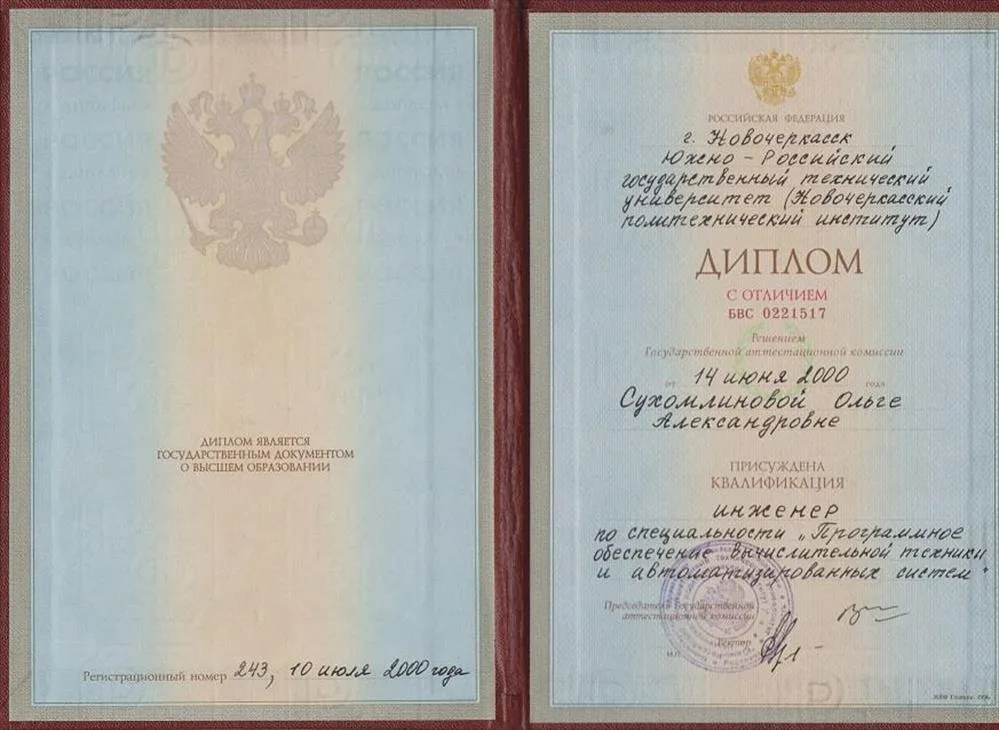 ДИПЛОМ ЯВЛЯЕТСЯ
ГОСУДАРСТВЕННЫМ ДОКУМЕНТОМ
О ВЫСШЕМ ОБРАЗОВАНИИ
Регистрационный номер 243, 10 июля 2000 года
РОССИЙСКАЯ ФЕДЕРАЦИЯ
г. Новочеркасск
Южно-Российский
государственный технический
университет (Новочеркасский
политехнический институт)
ДИПЛОМ
С ОТЛИЧИЕМ
БВС 0221517
Решением
Государственной аттестационной комиссии
от 14 июня 2000 года
Сухомлиновой Ольге
Александровне
ПРИСУЖДЕНА
КВАЛИФИКАЦИЯ
инженер
по специальности „Программное
обеспечение вычислительной техники
и автоматизированных систем"
Председатель Государственной
аттестационной комиссии
Ректор
М.П.